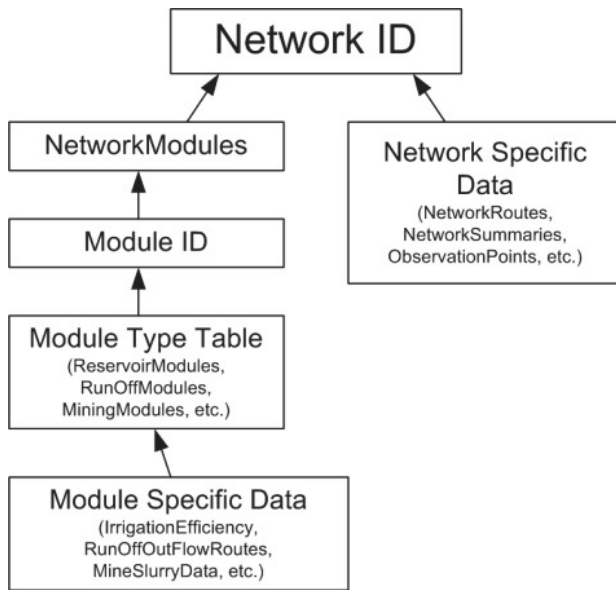 Network ID
NetworkModules
Network Specific
Data
(NetworkRoutes,
NetworkSummaries,
ObservationPoints, etc.)
Module ID
Module Type Table
(ReservoirModules,
RunOffModules,
MiningModules, etc.)
Module Specific Data
(IrrigationEfficiency,
RunOffOutFlowRoutes,
MineSlurryData, etc.)